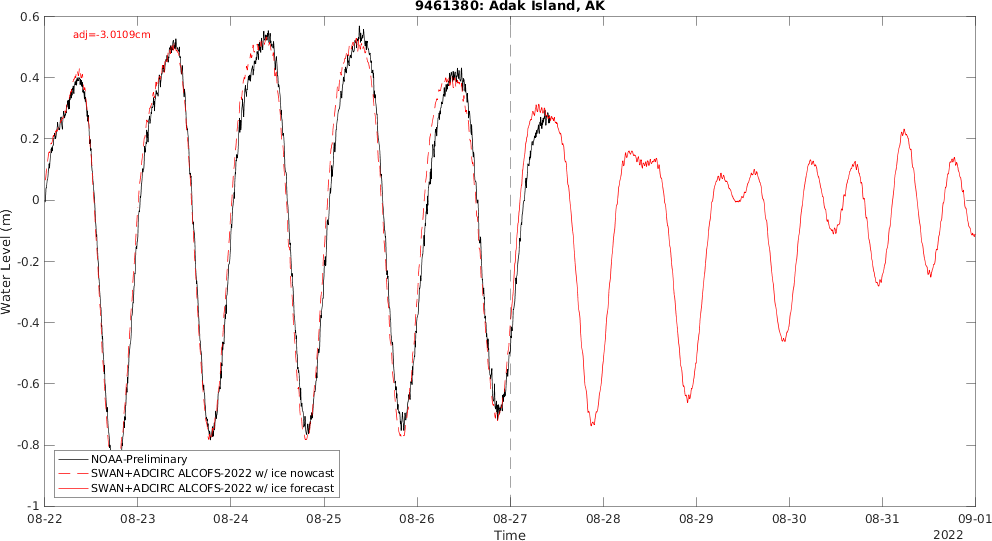 9461380: Adak Island, AK
adj=-3.0109cm
0.6
0.4
0.2
0
-0.2
-0.4
-0.6
-0.8
-1
Water Level (m)
NOAA-Preliminary
SWAN+ADCIRC ALCOFS-2022 w/ ice nowcast
SWAN+ADCIRC ALCOFS-2022 w/ ice forecast
08-22 08-23 08-24 08-25 08-26 08-27 08-28 08-29 08-30 08-31 09-01
Time
2022